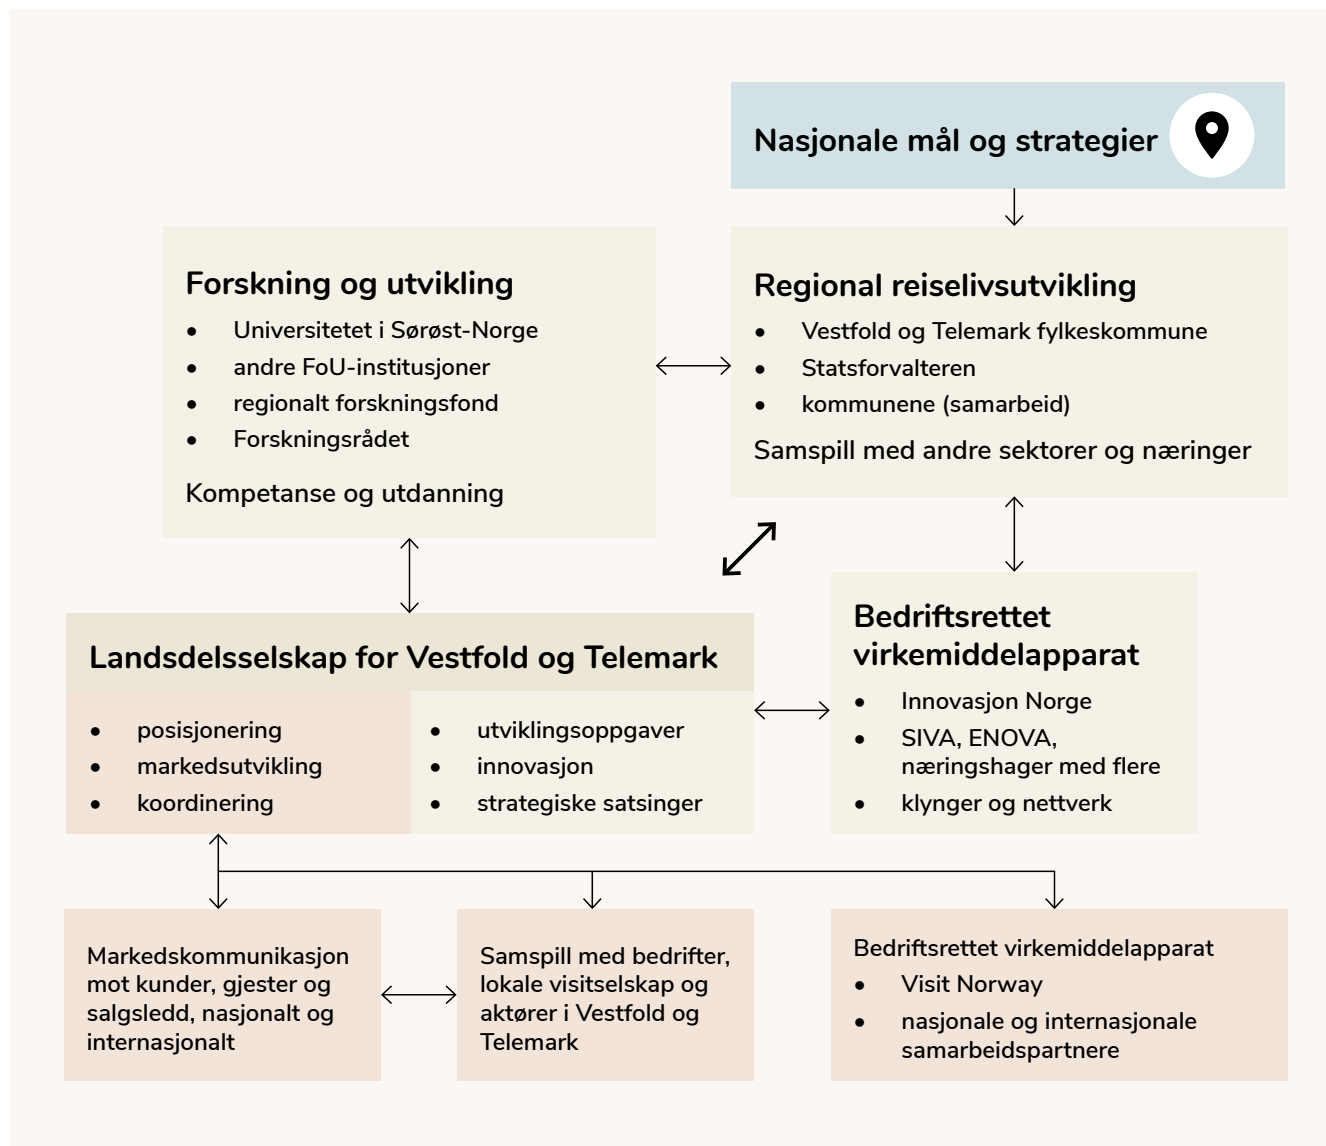 Nasjonale mål og strategier
Forskning og utvikling
• Universitetet i Sørøst-Norge
• andre FoU-institusjoner
• regionalt forskningsfond
• Forskningsrådet
Kompetanse og utdanning
Regional reiselivsutvikling
• Vestfold og Telemark fylkeskommune
• Statsforvalteren
• kommunene (samarbeid)
Samspill med andre sektorer og næringer
Landsdelsselskap for Vestfold og Telemark
• posisjonering
• markedsutvikling
• koordinering
• utviklingsoppgaver
• innovasjon
• strategiske satsinger
Bedriftsrettet
virkemiddelapparat
• Innovasjon Norge
• SIVA, ENOVA,
næringshager med flere
• klynger og nettverk
Markedskommunikasjon
mot kunder, gjester og
salgsledd, nasjonalt og
internasjonalt
Samspill med bedrifter,
lokale visitselskap og
aktører i Vestfold og
Telemark
Bedriftsrettet virkemiddelapparat
• Visit Norway
• nasjonale og internasjonale
samarbeidspartnere